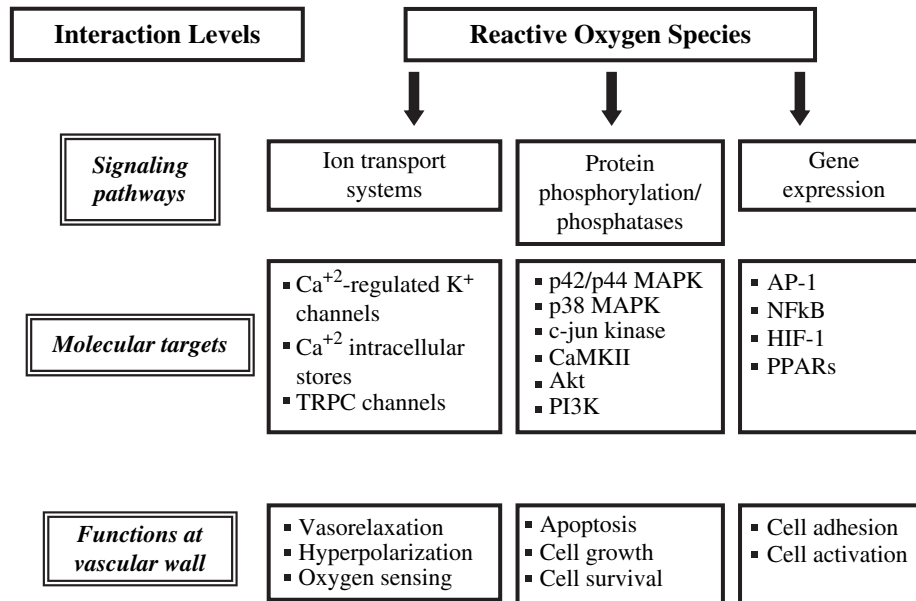 Interaction Levels
Reactive Oxygen Species
Signaling
pathways
Ion transport
systems
Protein
phosphorylation/
phosphatases
Gene
expression
Molecular targets
▪ Ca⁺²-regulated K⁺
channels
▪ Ca⁺² intracellular
stores
▪ TRPC channels
▪ p42/p44 MAPK
▪ p38 MAPK
▪ c-jun kinase
▪ CaMKII
▪ Akt
▪ PI3K
▪ AP-1
▪ NFkB
▪ HIF-1
▪ PPARs
Functions at
vascular wall
▪ Vasorelaxation
▪ Hyperpolarization
▪ Oxygen sensing
▪ Apoptosis
▪ Cell growth
▪ Cell survival
▪ Cell adhesion
▪ Cell activation